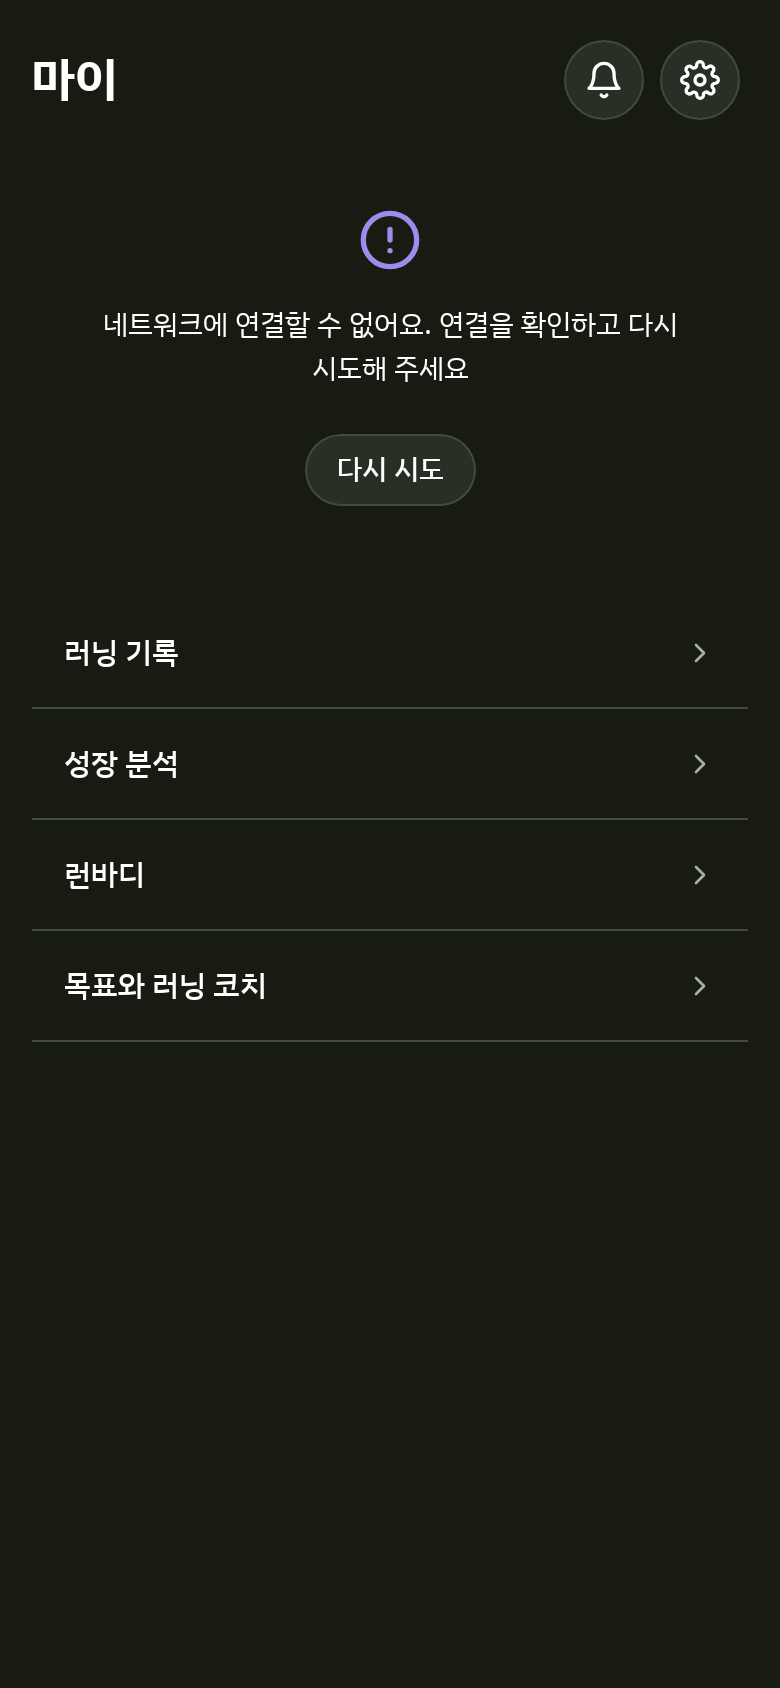 마이
네트워크에 연결할 수 없어요. 연결을 확인하고 다시
시도해 주세요
다시 시도
러닝 기록
성장 분석
런바디
목표와 러닝 코치